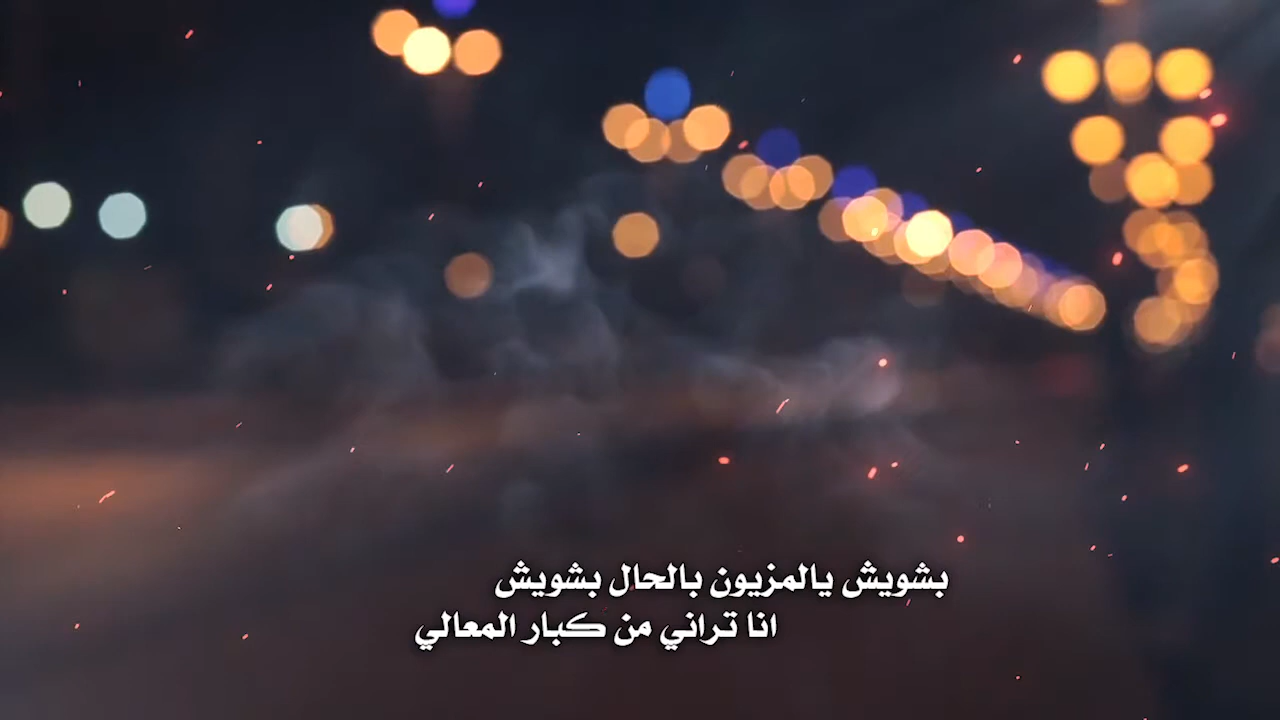 بشويش يالمزيون بالحال بشويش
انا تراني من كبار المعالي